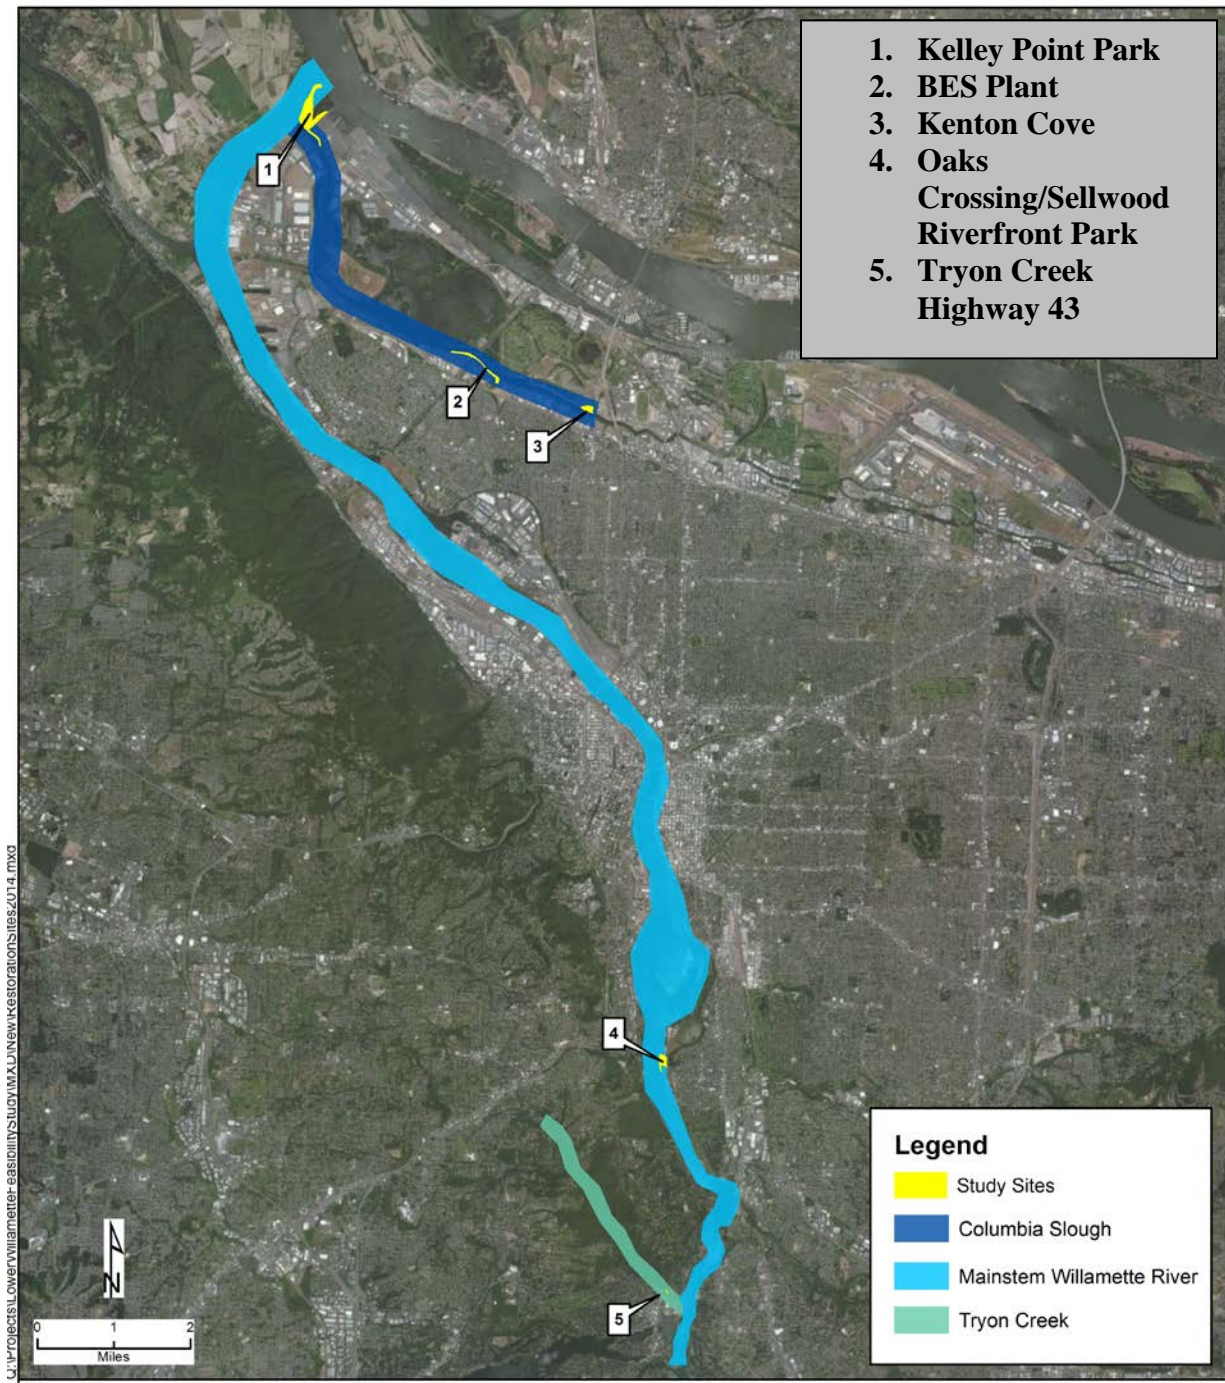 1. Kelley Point Park
2. BES Plant
3. Kenton Cove
4. Oaks
Crossing/Sellwood
Riverfront Park
5. Tryon Creek
Highway 43
1
2
3
4
5
Legend
Study Sites
Columbia Slough
Mainstem Willamette River
Tryon Creek
N
0 1 2
Miles